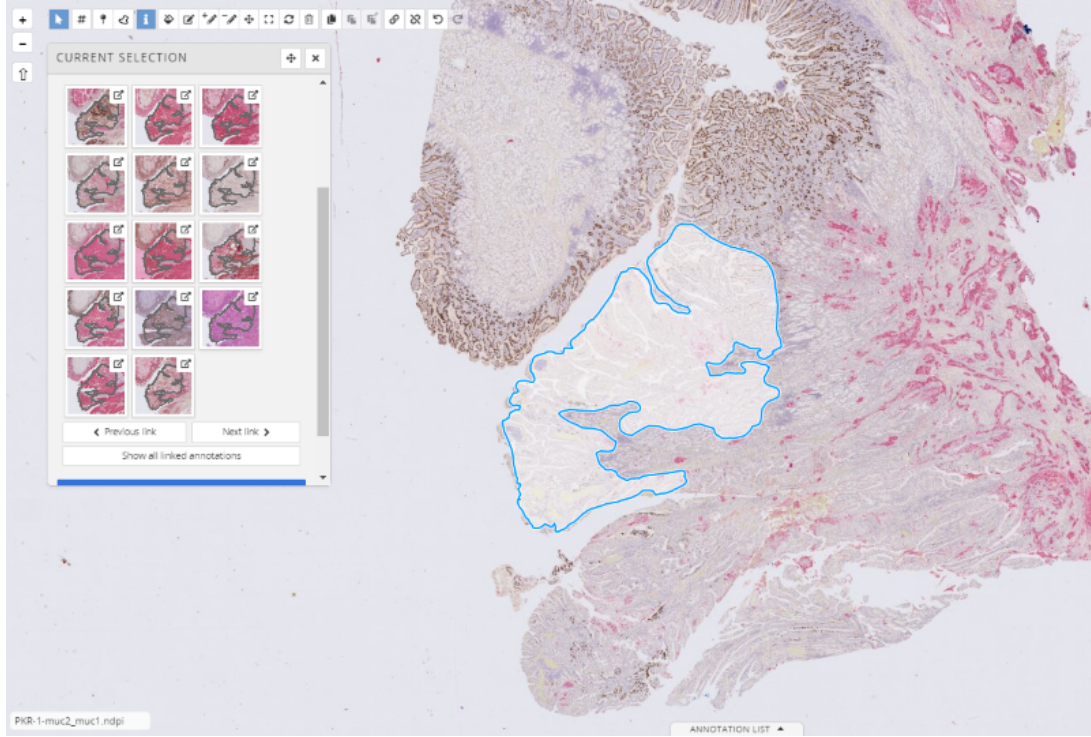 CURRENT SELECTION
Previous link
Next link
Show all linked annotations
PKR-1-muc2_muc1.ndpi
ANNOTATION LIST